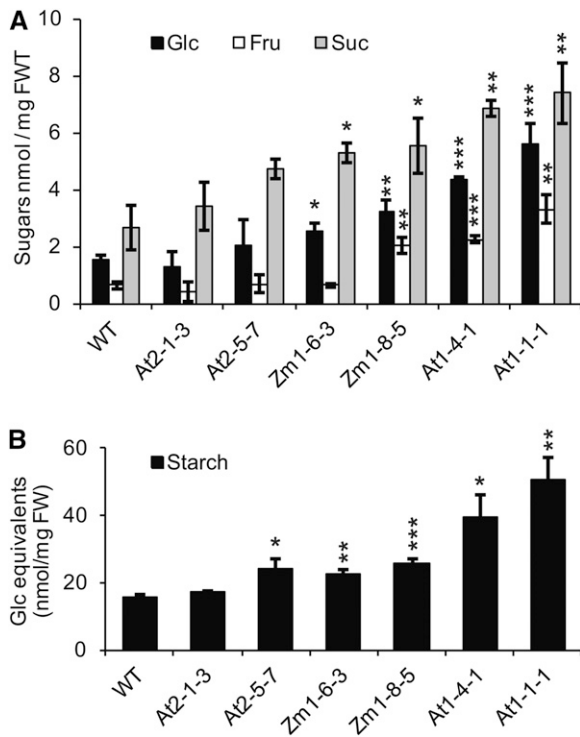 A
Glc Fru Suc
Sugars nmol / mg FWT
10
8
6
4
2
0
* * ** ***
* ** ** *** *** ** ***  **
WT At2-1-3 At2-5-7 Zm1-6-3 Zm1-8-5 At1-4-1 At1-1-1
B
Starch
Glc equivalents
(nmol/mg FW)
60
40
20
0
* ** *** * **
WT At2-1-3 At2-5-7 Zm1-6-3 Zm1-8-5 At1-4-1 At1-1-1